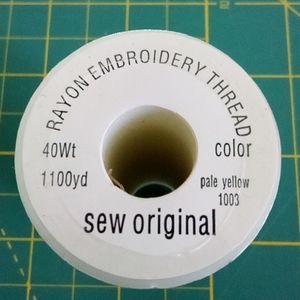 RAYON EMBROIDERY THREAD
40Wt color
1100yd pale yellow
1003
sew original